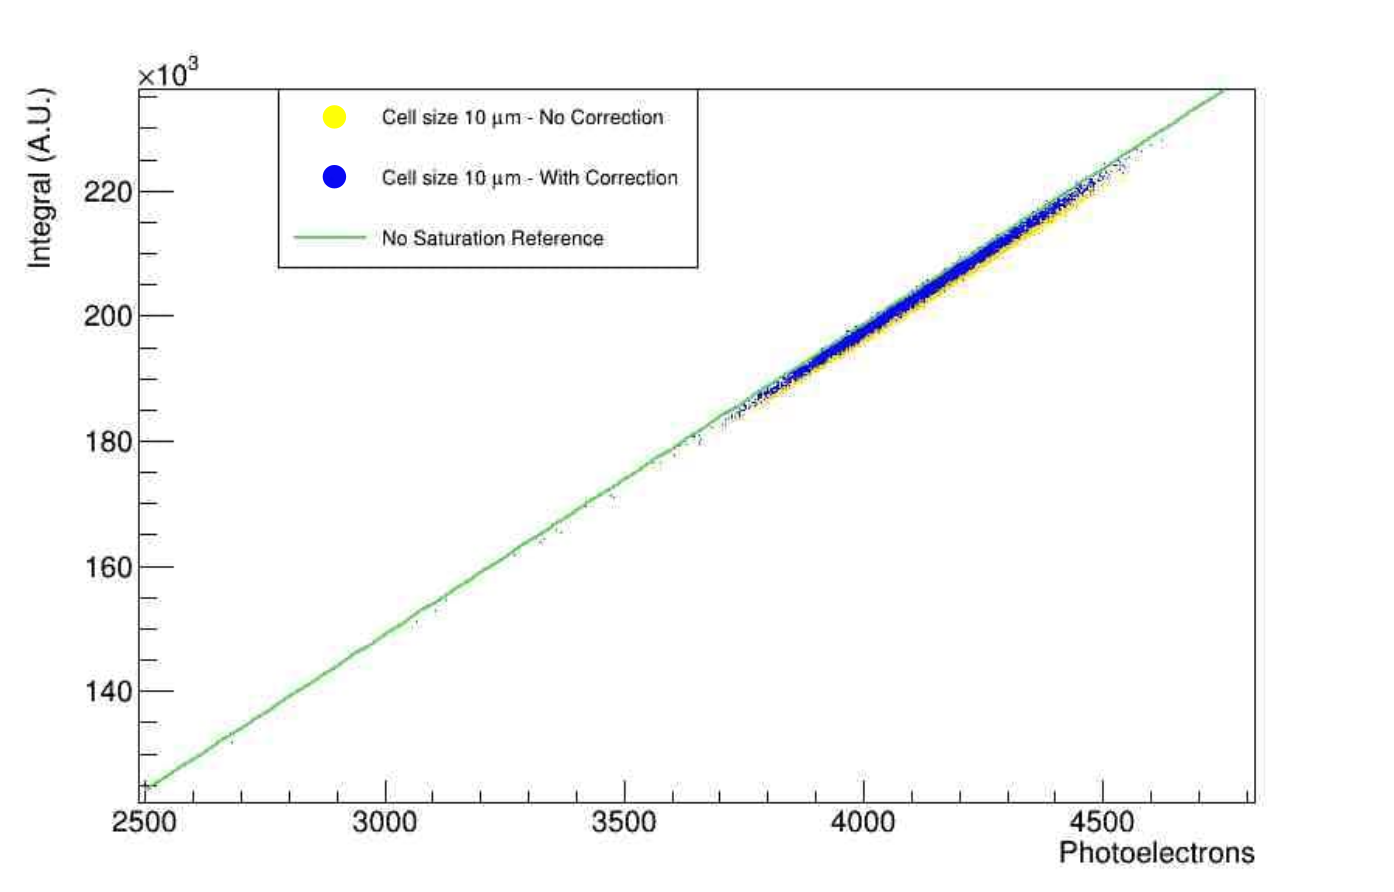 ×10³
Integral (A.U.)
Cell size 10 μm - No Correction
Cell size 10 μm - With Correction
No Saturation Reference
220
200
180
160
140
2500 3000 3500 4000 4500
Photoelectrons